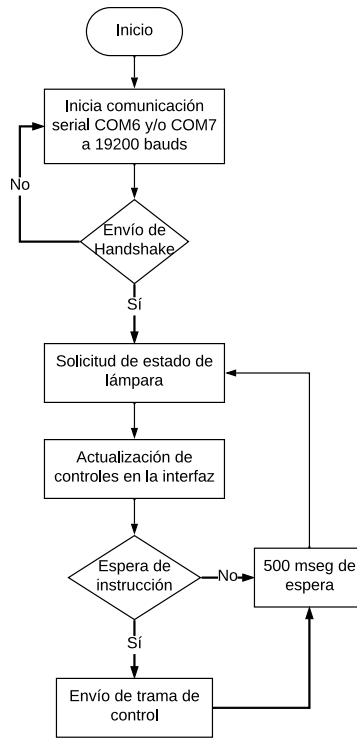 Inicio
Inicia comunicación
serial COM6 y/o COM7
a 19200 bauds
No
Envío de
Handshake
Sí
Solicitud de estado de
lámpara
Actualización de
controles en la interfaz
Espera de
instrucción
No
500 mseg de
espera
Sí
Envío de trama de
control